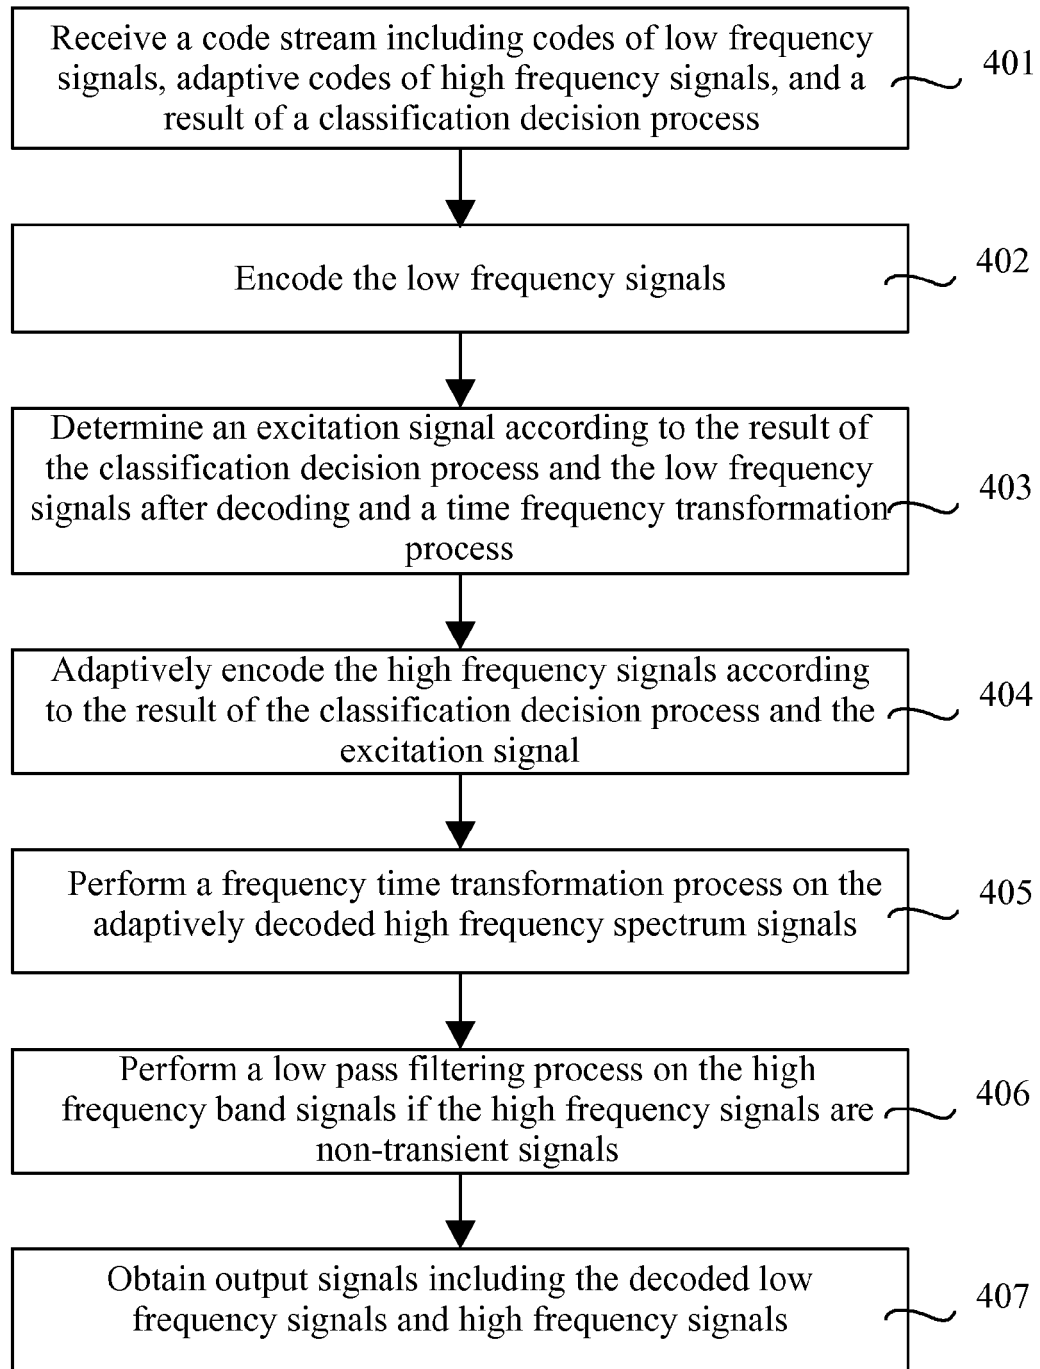 Receive a code stream including codes of low frequency
signals, adaptive codes of high frequency signals, and a
result of a classification decision process
401
Encode the low frequency signals
402
Determine an excitation signal according to the result of
the classification decision process and the low frequency
signals after decoding and a time frequency transformation
process
403
Adaptively encode the high frequency signals according
to the result of the classification decision process and the
excitation signal
404
Perform a frequency time transformation process on the
adaptively decoded high frequency spectrum signals
405
Perform a low pass filtering process on the high
frequency band signals if the high frequency signals are
non-transient signals
406
Obtain output signals including the decoded low
frequency signals and high frequency signals
407